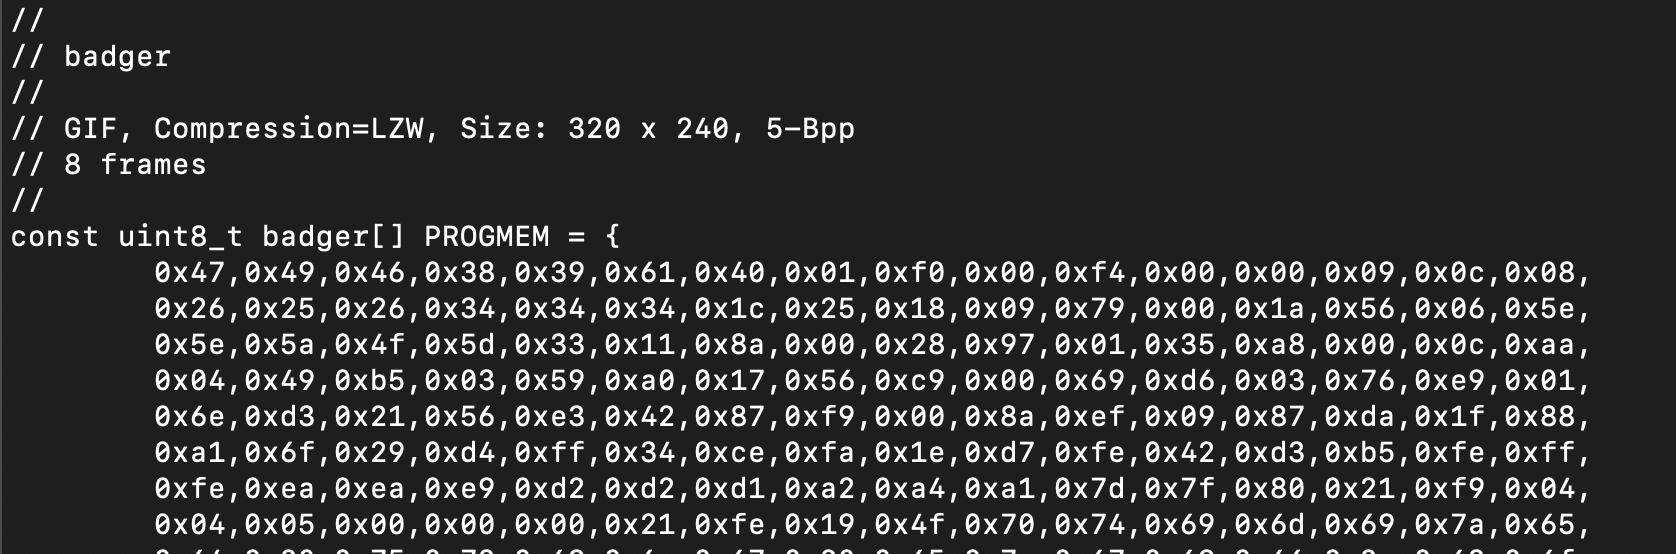 //
// badger
//
// GIF, Compression=LZW, Size: 320 x 240, 5-Bpp
// 8 frames
//
const uint8_t badger[] PROGMEM = {
0x47,0x49,0x46,0x38,0x39,0x61,0x40,0x01,0xf0,0x00,0xf4,0x00,0x00,0x09,0x0c,0x08,
0x26,0x25,0x26,0x34,0x34,0x34,0x1c,0x25,0x18,0x09,0x79,0x00,0x1a,0x56,0x06,0x5e,
0x5e,0x5a,0x4f,0x5d,0x33,0x11,0x8a,0x00,0x28,0x97,0x01,0x35,0xa8,0x00,0x0c,0xaa,
0x04,0x49,0xb5,0x03,0x59,0xa0,0x17,0x56,0xc9,0x00,0x69,0xd6,0x03,0x76,0xe9,0x01,
0x6e,0xd3,0x21,0x56,0xe3,0x42,0x87,0xf9,0x00,0x8a,0xef,0x09,0x87,0xda,0x1f,0x88,
0xa1,0x6f,0x29,0xd4,0xff,0x34,0xce,0xfa,0x1e,0xd7,0xfe,0x42,0xd3,0xb5,0xfe,0xff,
0xfe,0xea,0xea,0xe9,0xd2,0xd2,0xd1,0xa2,0xa4,0xa1,0x7d,0x7f,0x80,0x21,0xf9,0x04,
0x04,0x05,0x00,0x00,0x00,0x21,0xfe,0x19,0x4f,0x70,0x74,0x69,0x6d,0x69,0x7a,0x65,